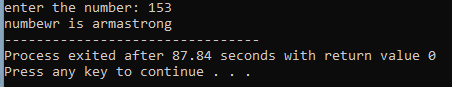 enter the number: 153
numbewr is armastrong
--------------------------------
Process exited after 87.84 seconds with return value 0
Press any key to continue . . .